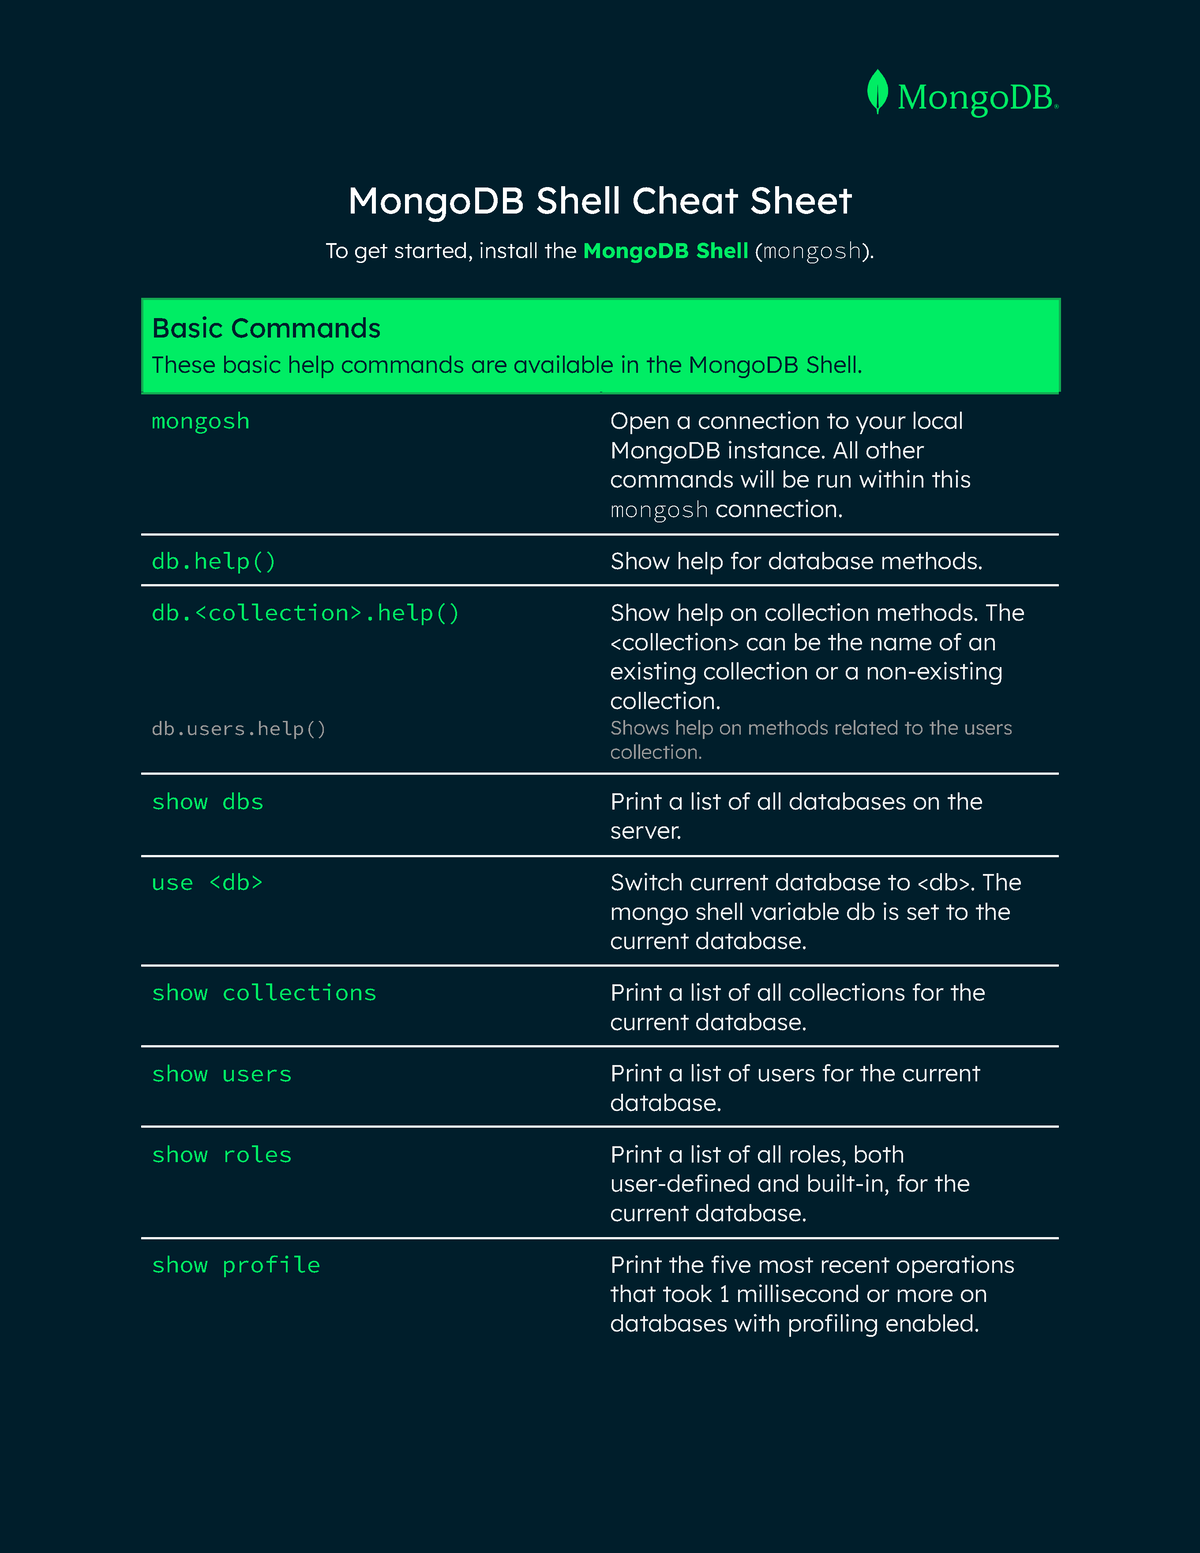 MongoDB®
MongoDB Shell Cheat Sheet
To get started, install the MongoDB Shell (mongosh).
Basic Commands
These basic help commands are available in the MongoDB Shell.
mongosh
Open a connection to your local
MongoDB instance. All other
commands will be run within this
mongosh connection.
db.help()
Show help for database methods.
db.<collection>.help()
Show help on collection methods. The
<collection> can be the name of an
existing collection or a non-existing
collection.
db.users.help()
Shows help on methods related to the users
collection.
show dbs
Print a list of all databases on the
server.
use <db>
Switch current database to <db>. The
mongo shell variable db is set to the
current database.
show collections
Print a list of all collections for the
current database.
show users
Print a list of users for the current
database.
show roles
Print a list of all roles, both
user-defined and built-in, for the
current database.
show profile
Print the five most recent operations
that took 1 millisecond or more on
databases with profiling enabled.